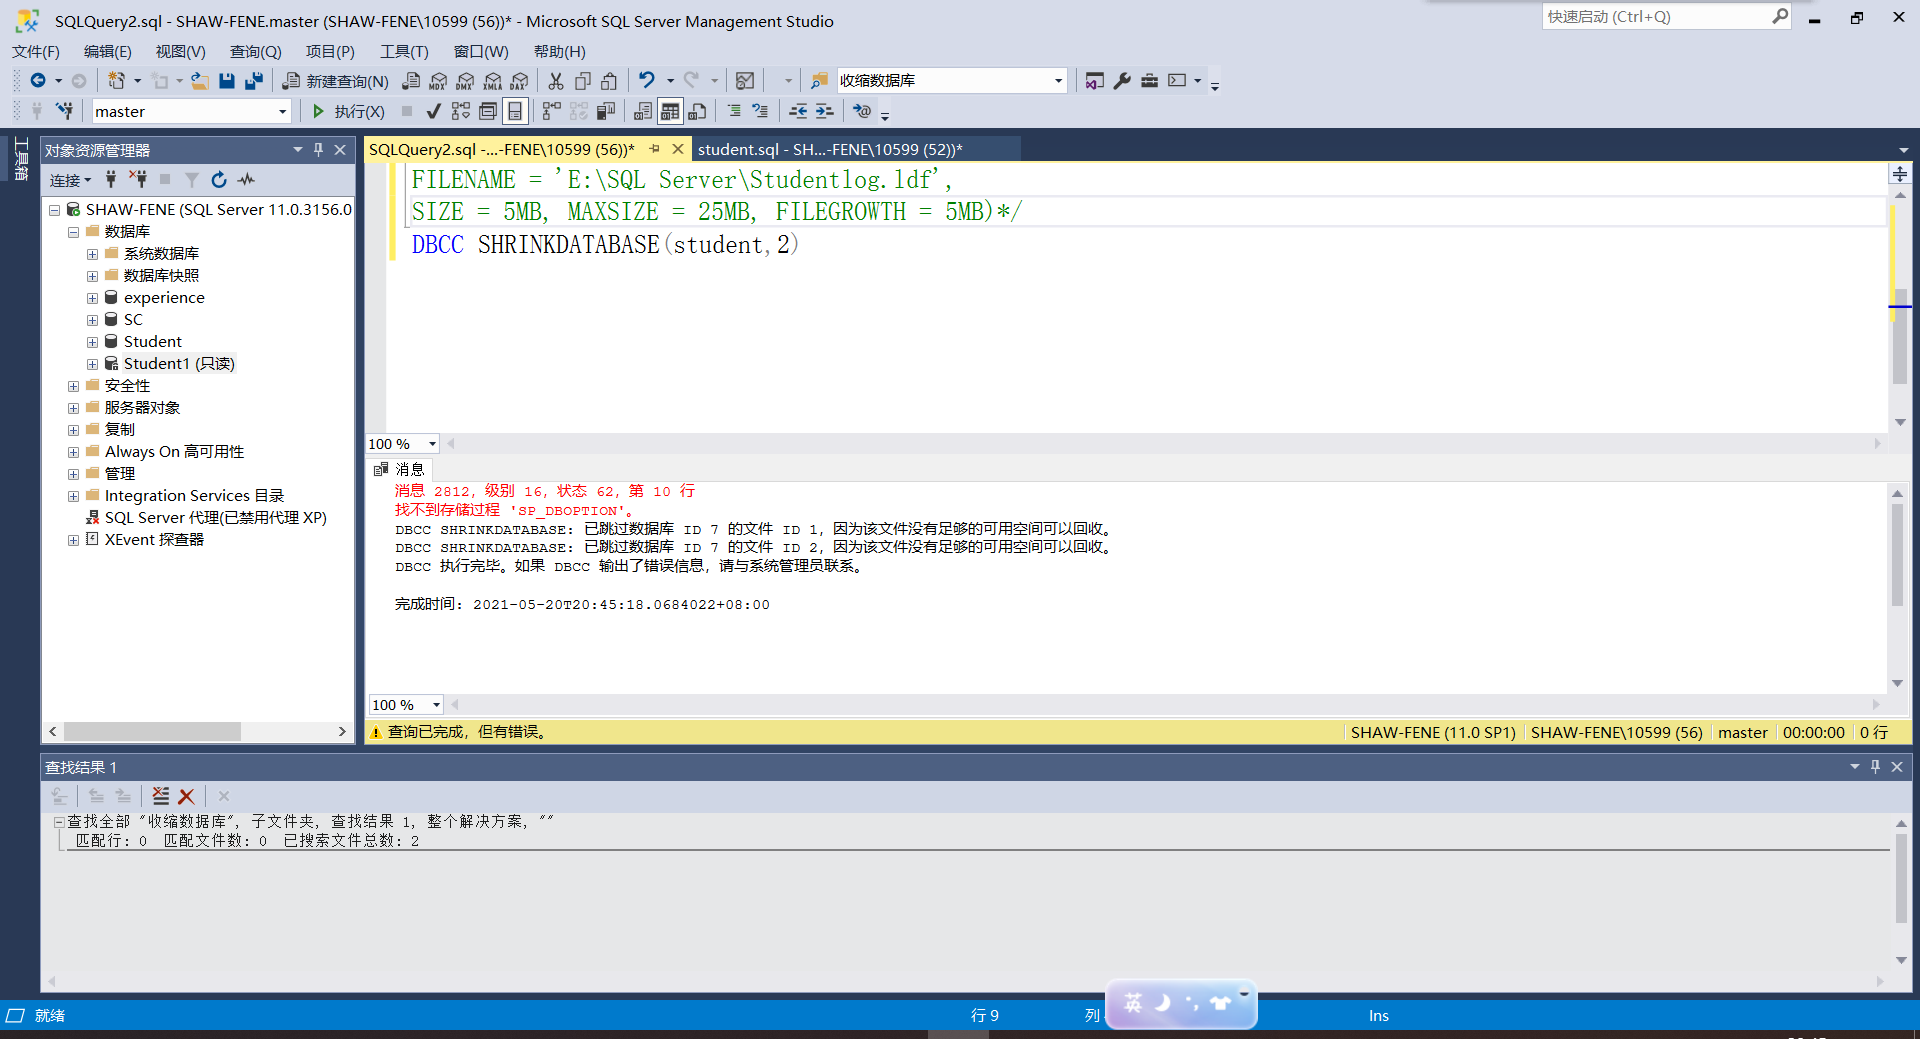 SQLQuery2.sql - SHAW-FENE.master (SHAW-FENE\10599 (56))* - Microsoft SQL Server Management Studio
快速启动 (Ctrl+Q)
文件(F) 编辑(E) 视图(V) 查询(Q) 项目(P) 工具(T) 窗口(W) 帮助(H)
新建查询(N) MDX DMX XMLA DAX 收缩数据库
master 执行(X)
工具箱
对象资源管理器
连接
SHAW-FENE (SQL Server 11.0.3156.0
数据库
系统数据库
数据库快照
experience
SC
Student
Student1 (只读)
安全性
服务器对象
复制
Always On 高可用性
管理
Integration Services 目录
SQL Server 代理(已禁用代理 XP)
XEvent 探查器
SQLQuery2.sql -...-FENE\10599 (56))* student.sql - SH...-FENE\10599 (52))*
FILENAME = 'E:\SQL Server\Studentlog.ldf',
SIZE = 5MB, MAXSIZE = 25MB, FILEGROWTH = 5MB)*/
DBCC SHRINKDATABASE(student,2)
100 %
消息
消息 2812，级别 16，状态 62，第 10 行
找不到存储过程 'SP_DBOPTION'。
DBCC SHRINKDATABASE: 已跳过数据库 ID 7 的文件 ID 1，因为该文件没有足够的可用空间可以回收。
DBCC SHRINKDATABASE: 已跳过数据库 ID 7 的文件 ID 2，因为该文件没有足够的可用空间可以回收。
DBCC 执行完毕。如果 DBCC 输出了错误信息，请与系统管理员联系。
完成时间: 2021-05-20T20:45:18.0684022+08:00
100 %
查询已完成，但有错误。 SHAW-FENE (11.0 SP1) SHAW-FENE\10599 (56) master 00:00:00 0 行
查找结果 1
查找全部 "收缩数据库", 子文件夹, 查找结果 1, 整个解决方案, ""
匹配行: 0 匹配文件数: 0 已搜索文件总数: 2
就绪 行 9 列 英 Ins